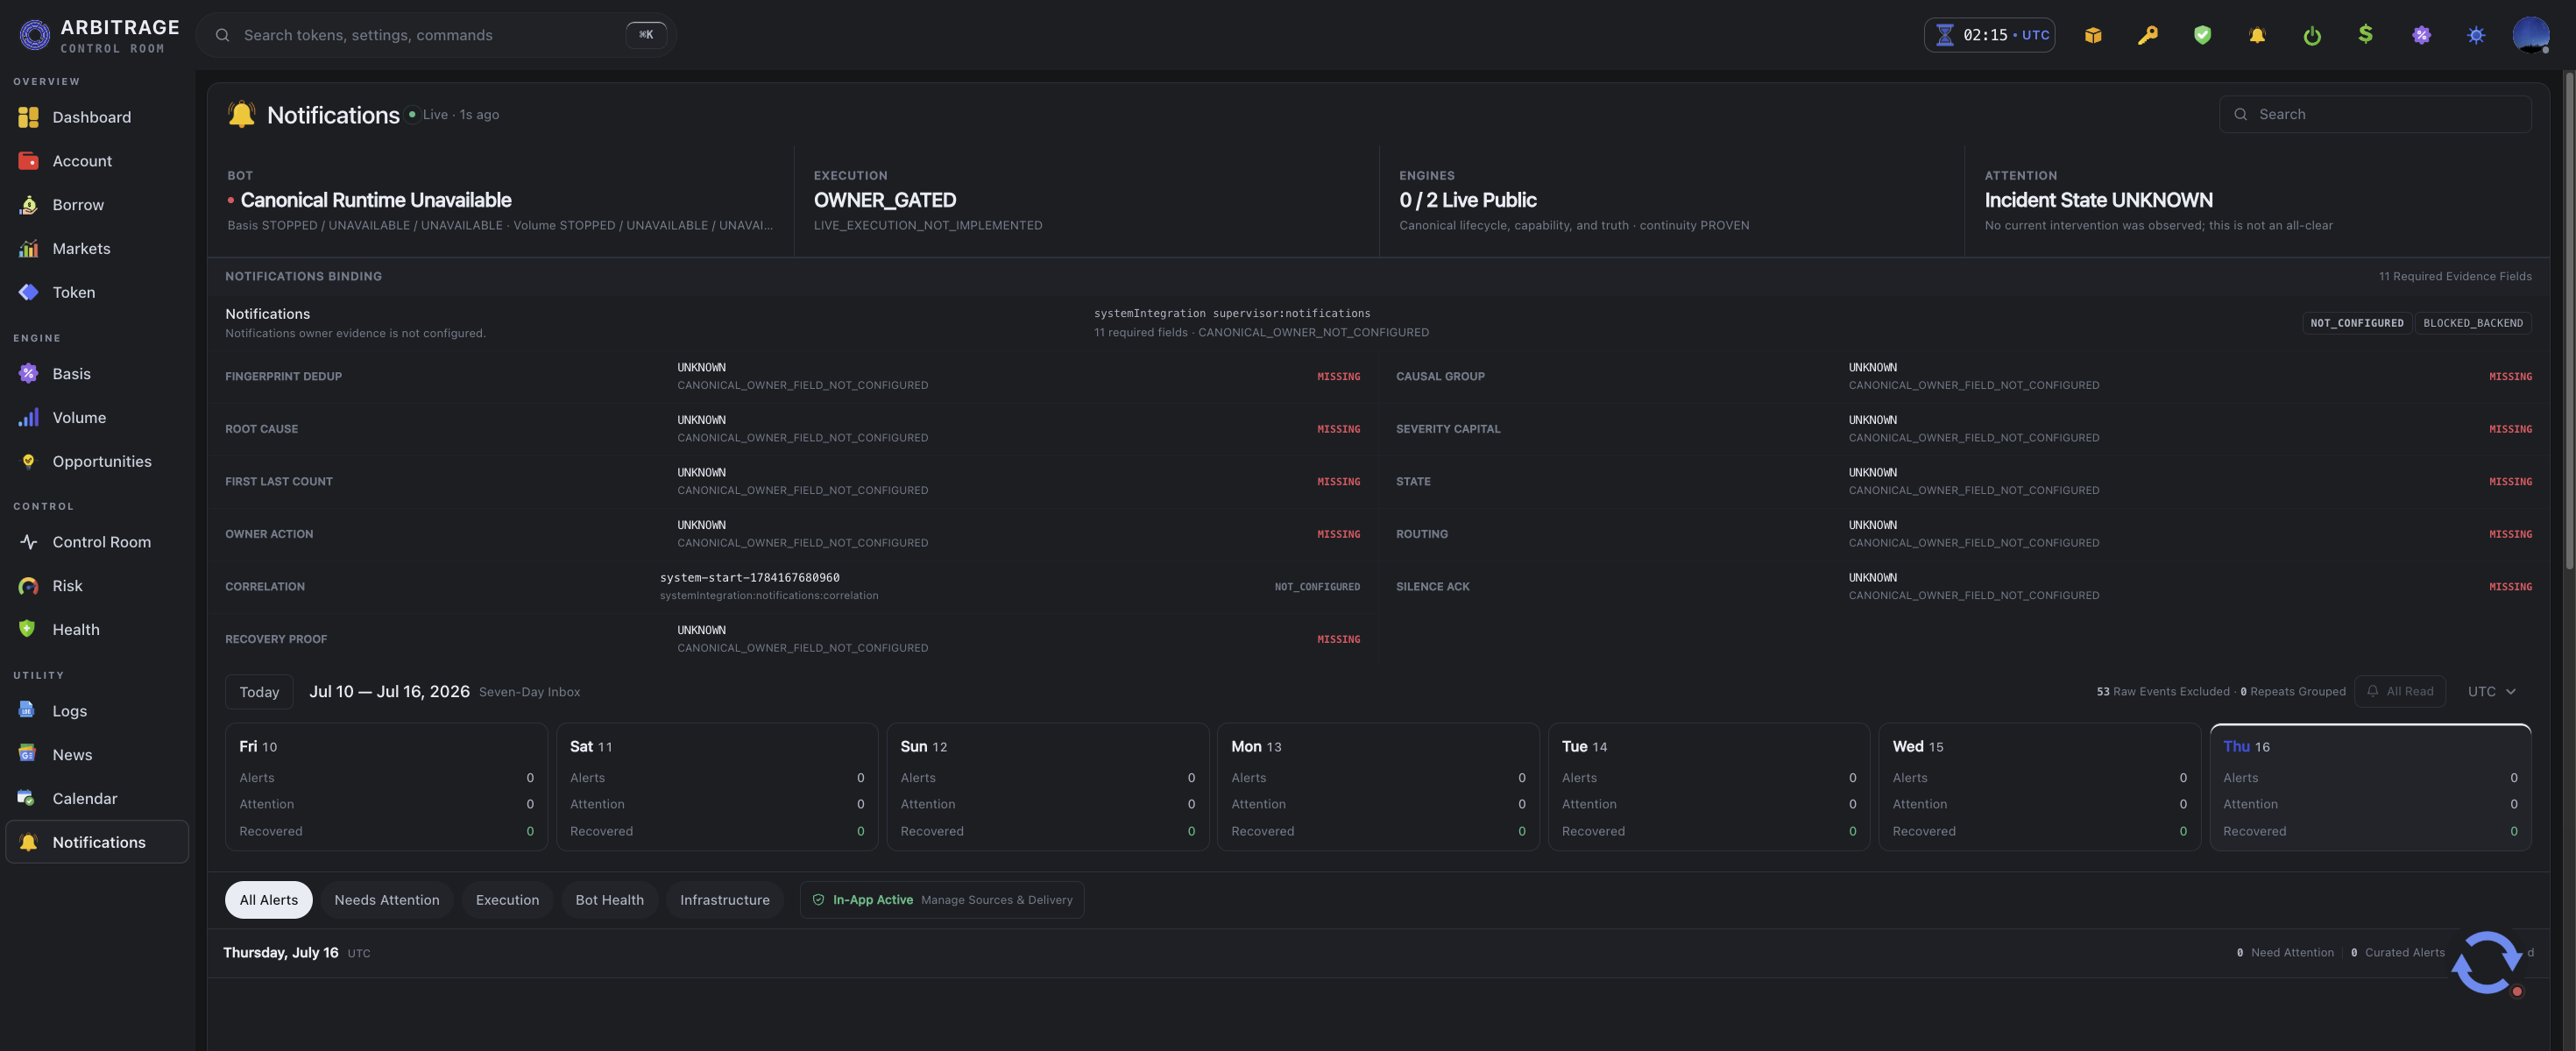 ARBITRAGE
CONTROL ROOM
Search tokens, settings, commands
⌘K
02:15 • UTC
OVERVIEW
Dashboard
Account
Borrow
Markets
Token
ENGINE
Basis
Volume
Opportunities
CONTROL
Control Room
Risk
Health
UTILITY
Logs
News
Calendar
Notifications
Notifications
Live · 1s ago
Search
BOT
Canonical Runtime Unavailable
Basis STOPPED / UNAVAILABLE / UNAVAILABLE · Volume STOPPED / UNAVAILABLE / UNAVAI...
EXECUTION
OWNER_GATED
LIVE_EXECUTION_NOT_IMPLEMENTED
ENGINES
0 / 2 Live Public
Canonical lifecycle, capability, and truth · continuity PROVEN
ATTENTION
Incident State UNKNOWN
No current intervention was observed; this is not an all-clear
NOTIFICATIONS BINDING
11 Required Evidence Fields
Notifications
Notifications owner evidence is not configured.
systemIntegration supervisor:notifications
11 required fields · CANONICAL_OWNER_NOT_CONFIGURED
NOT_CONFIGURED
BLOCKED_BACKEND
FINGERPRINT DEDUP
UNKNOWN
CANONICAL_OWNER_FIELD_NOT_CONFIGURED
MISSING
CAUSAL GROUP
UNKNOWN
CANONICAL_OWNER_FIELD_NOT_CONFIGURED
MISSING
ROOT CAUSE
UNKNOWN
CANONICAL_OWNER_FIELD_NOT_CONFIGURED
MISSING
SEVERITY CAPITAL
UNKNOWN
CANONICAL_OWNER_FIELD_NOT_CONFIGURED
MISSING
FIRST LAST COUNT
UNKNOWN
CANONICAL_OWNER_FIELD_NOT_CONFIGURED
MISSING
STATE
UNKNOWN
CANONICAL_OWNER_FIELD_NOT_CONFIGURED
MISSING
OWNER ACTION
UNKNOWN
CANONICAL_OWNER_FIELD_NOT_CONFIGURED
MISSING
ROUTING
UNKNOWN
CANONICAL_OWNER_FIELD_NOT_CONFIGURED
MISSING
CORRELATION
system-start-1784167680960
systemIntegration:notifications:correlation
NOT_CONFIGURED
SILENCE ACK
UNKNOWN
CANONICAL_OWNER_FIELD_NOT_CONFIGURED
MISSING
RECOVERY PROOF
UNKNOWN
CANONICAL_OWNER_FIELD_NOT_CONFIGURED
MISSING
Today
Jul 10 — Jul 16, 2026
Seven-Day Inbox
53 Raw Events Excluded · 0 Repeats Grouped
All Read
UTC
Fri 10
Alerts 0
Attention 0
Recovered 0
Sat 11
Alerts 0
Attention 0
Recovered 0
Sun 12
Alerts 0
Attention 0
Recovered 0
Mon 13
Alerts 0
Attention 0
Recovered 0
Tue 14
Alerts 0
Attention 0
Recovered 0
Wed 15
Alerts 0
Attention 0
Recovered 0
Thu 16
Alerts 0
Attention 0
Recovered 0
All Alerts
Needs Attention
Execution
Bot Health
Infrastructure
In-App Active Manage Sources & Delivery
Thursday, July 16 UTC
0 Need Attention
0 Curated Alerts